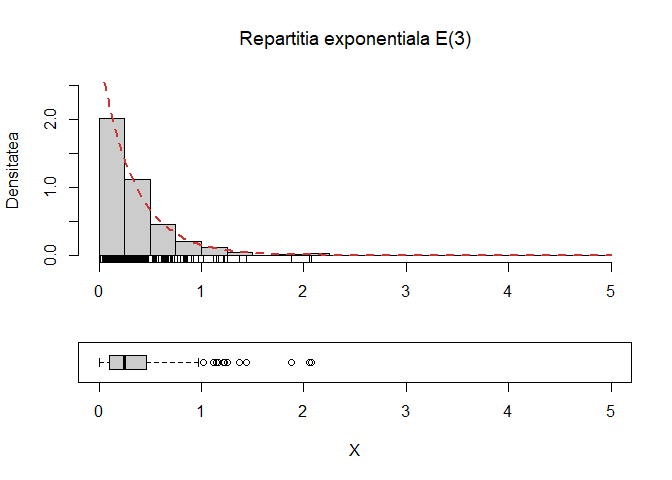 Repartitia exponentiala E(3)
Densitatea
2.0
1.0
0.0
0 1 2 3 4 5
0 1 2 3 4 5
X